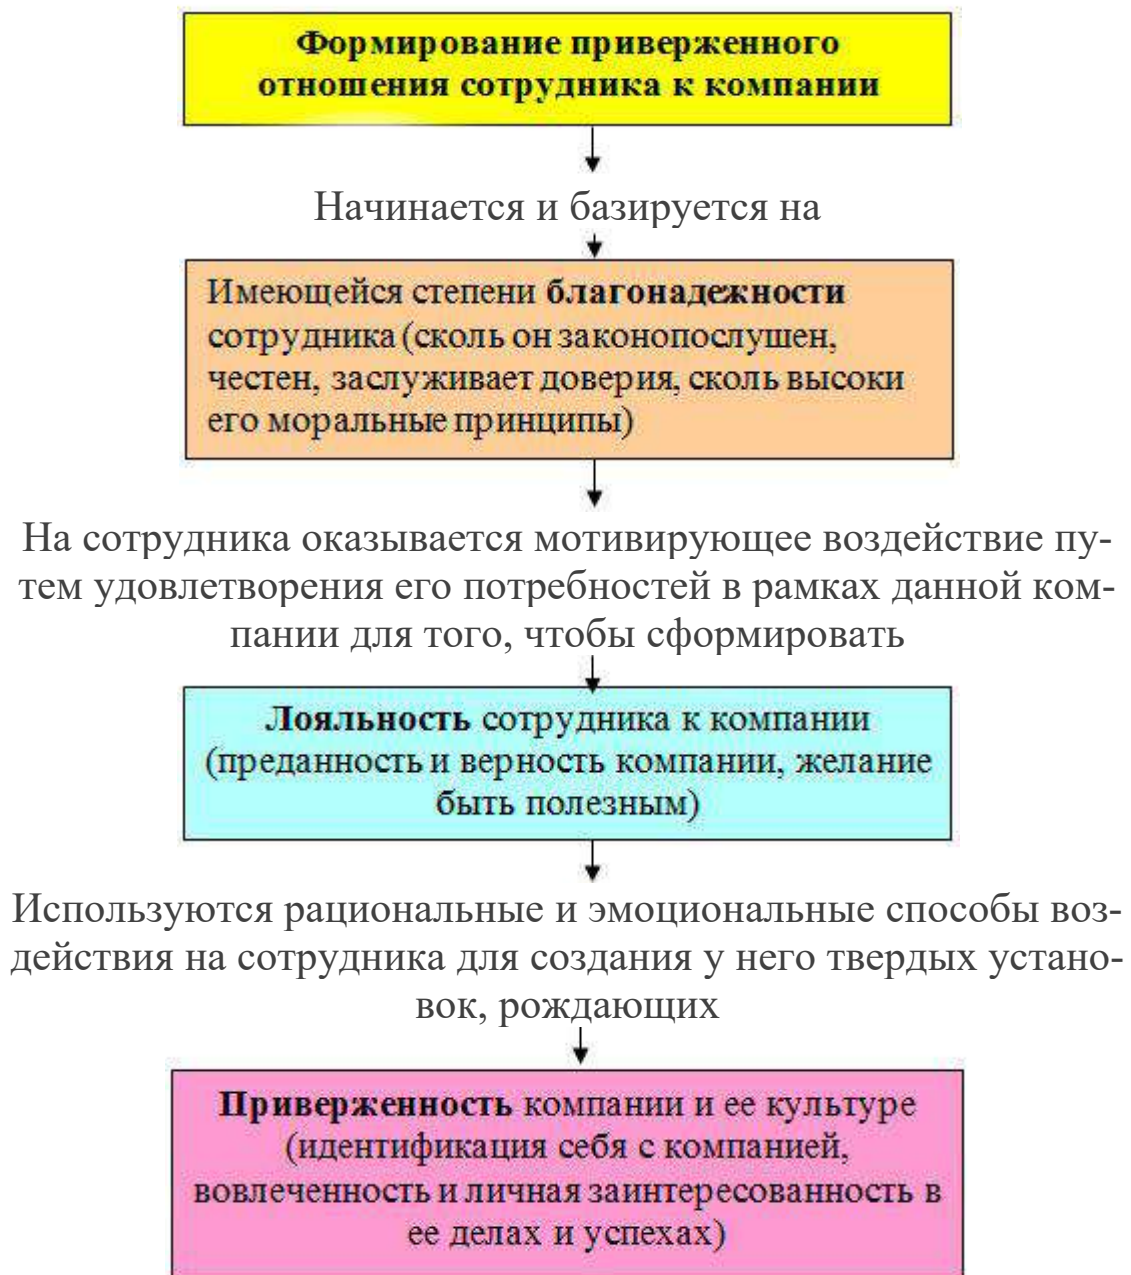 Формирование приверженного
отношения сотрудника к компании
Начинается и базируется на
Имеющейся степени благонадежности
сотрудника (сколь он законопослушен,
честен, заслуживает доверия, сколь высоки
его моральные принципы)
На сотрудника оказывается мотивирующее воздействие пу-
тем удовлетворения его потребностей в рамках данной ком-
пании для того, чтобы сформировать
Лояльность сотрудника к компании
(преданность и верность компании, желание
быть полезным)
Используются рациональные и эмоциональные способы воз-
действия на сотрудника для создания у него твердых устано-
вок, рождающих
Приверженность компании и ее культуре
(идентификация себя с компанией,
вовлеченность и личная заинтересованность в
ее делах и успехах)